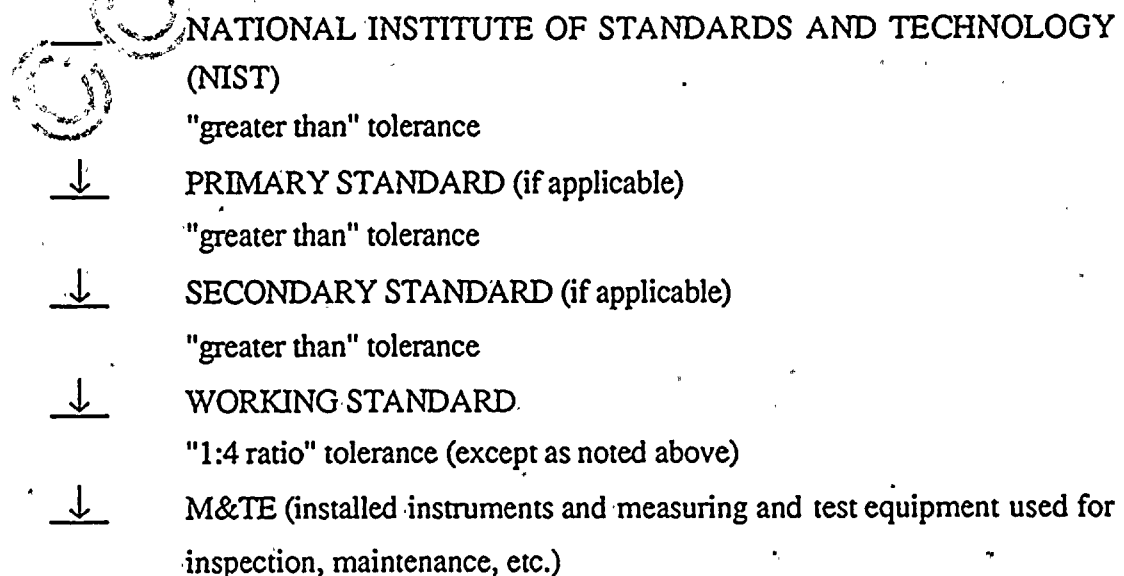 NATIONAL INSTITUTE OF STANDARDS AND TECHNOLOGY
(NIST)
"greater than" tolerance
↓ PRIMARY STANDARD (if applicable)
"greater than" tolerance
↓ SECONDARY STANDARD (if applicable)
"greater than" tolerance
↓ WORKING STANDARD
"1:4 ratio" tolerance (except as noted above)
↓ M&TE (installed instruments and measuring and test equipment used for
inspection, maintenance, etc.)